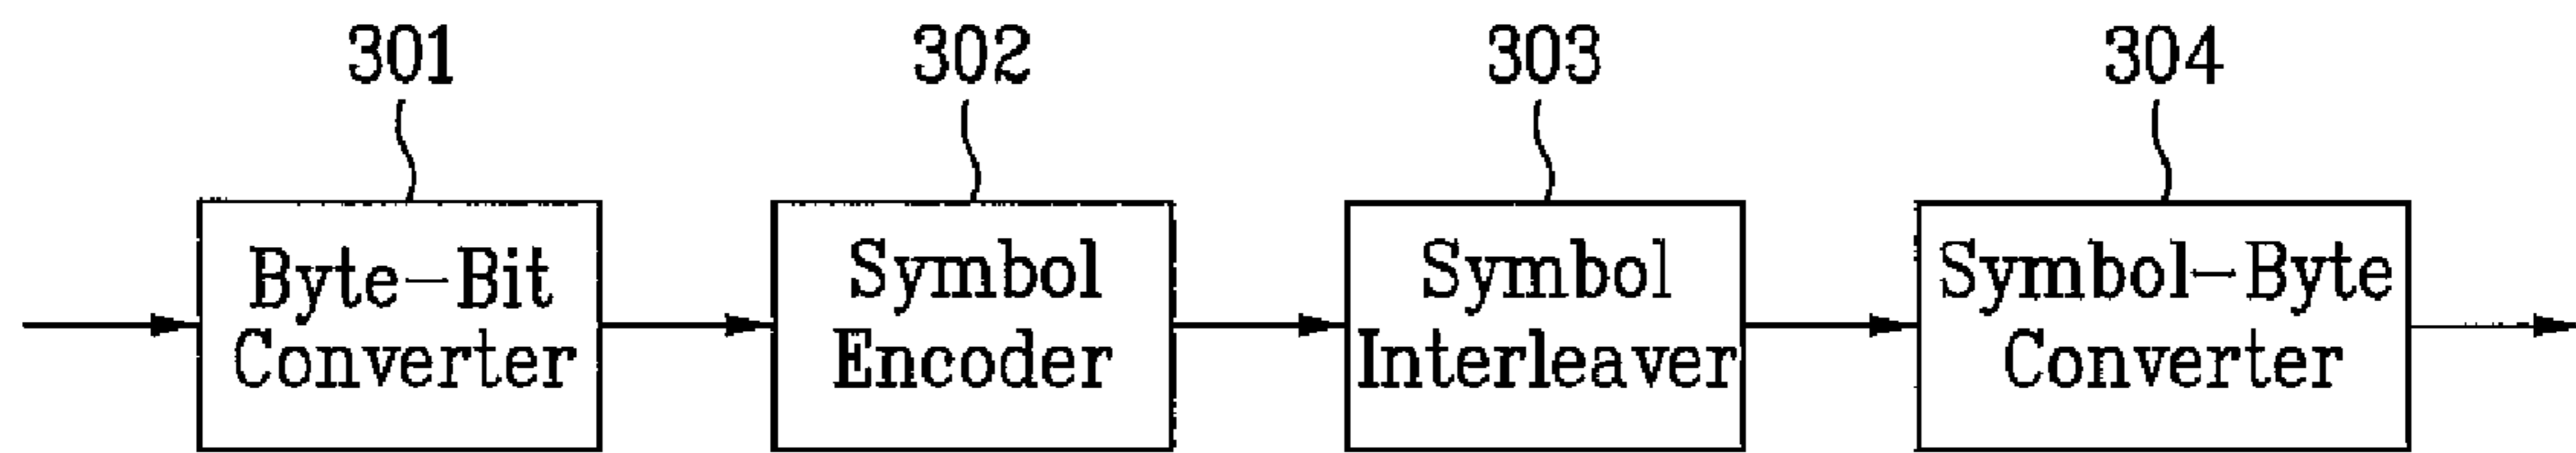 301
302
303
304
Byte-Bit
Converter
Symbol
Encoder
Symbol
Interleaver
Symbol-Byte
Converter